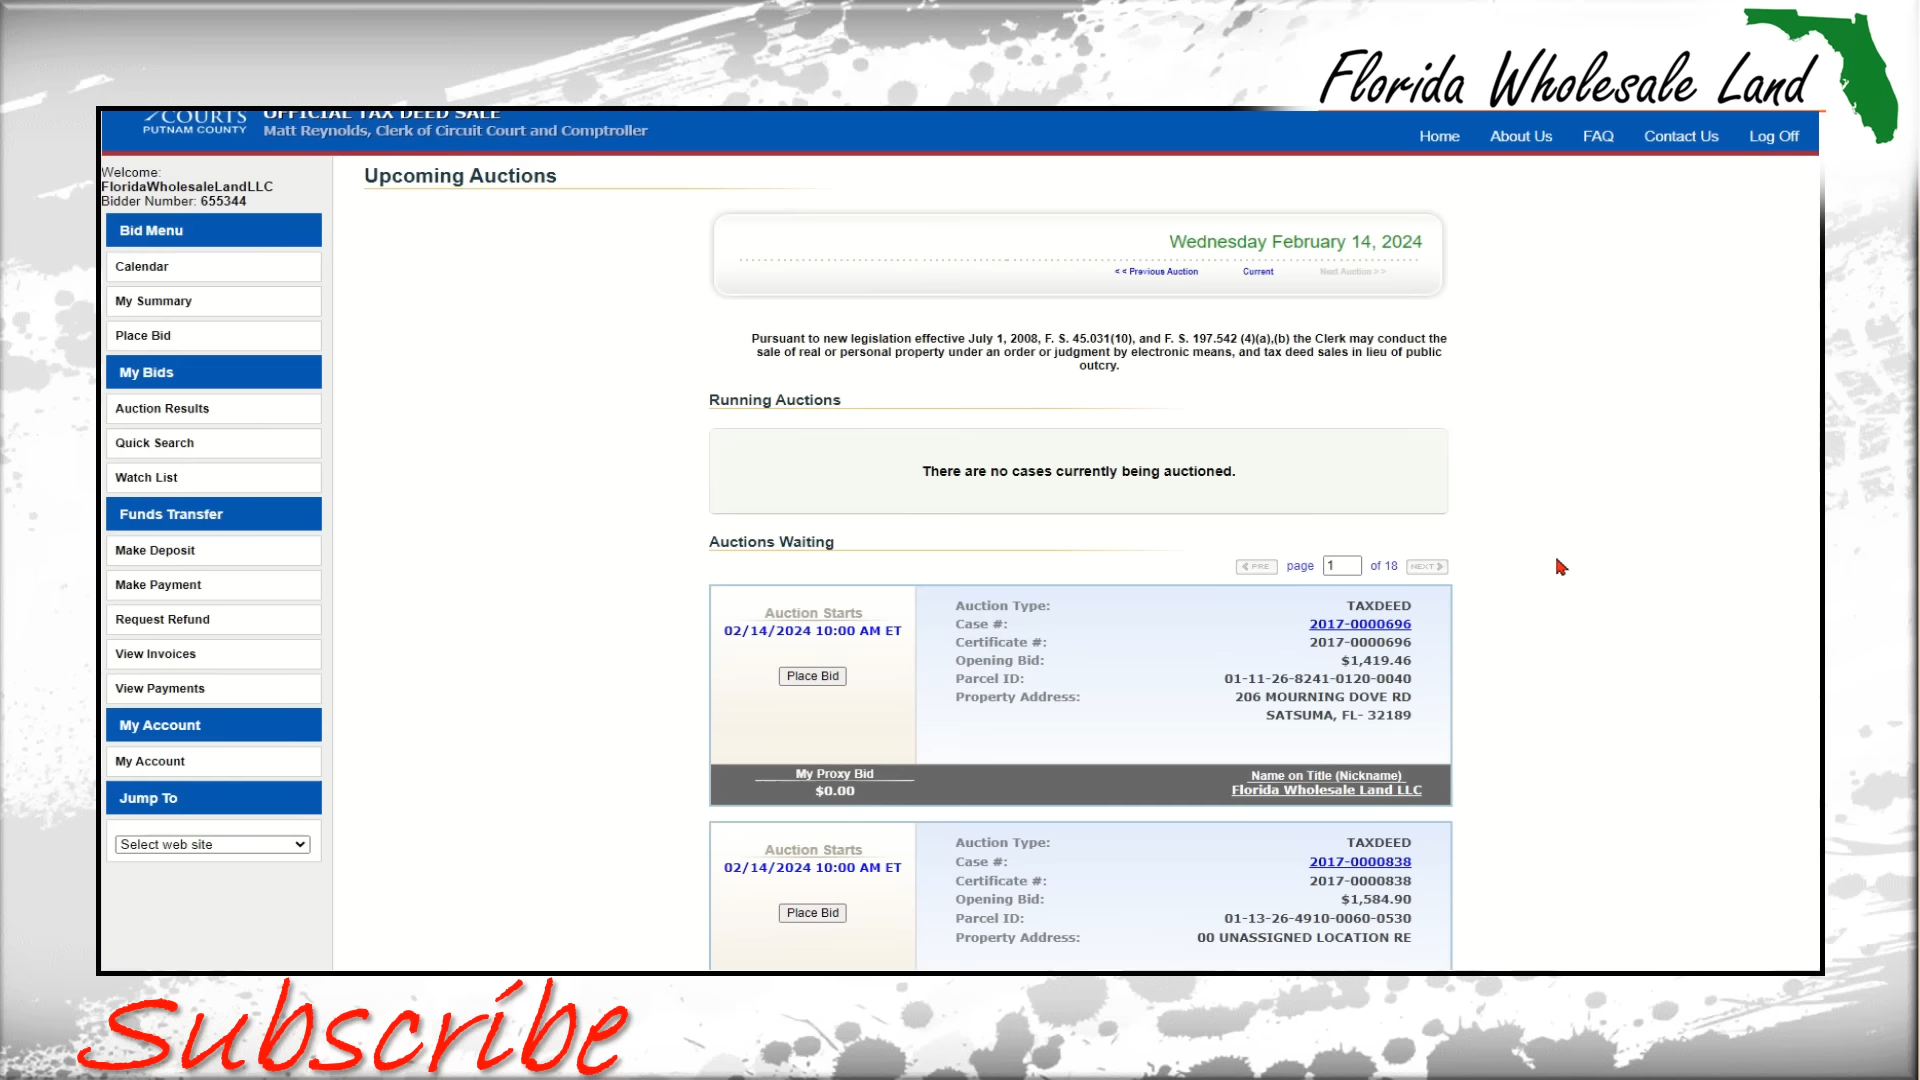 Florida Wholesale Land
COURTS
PUTNAM COUNTY
OFFICIAL TAX DEED SALE
Matt Reynolds, Clerk of Circuit Court and Comptroller
Home
About Us
FAQ
Contact Us
Log Off
Welcome:
FloridaWholesaleLandLLC
Bidder Number: 655344
Bid Menu
Calendar
My Summary
Place Bid
My Bids
Auction Results
Quick Search
Watch List
Funds Transfer
Make Deposit
Make Payment
Request Refund
View Invoices
View Payments
My Account
My Account
Jump To
Select web site
Upcoming Auctions
Wednesday February 14, 2024
< < Previous Auction
Current
Next Auction > >
Pursuant to new legislation effective July 1, 2008, F. S. 45.031(10), and F. S. 197.542 (4)(a),(b) the Clerk may conduct the
sale of real or personal property under an order or judgment by electronic means, and tax deed sales in lieu of public
outcry.
Running Auctions
There are no cases currently being auctioned.
Auctions Waiting
< PRE page 1 of 18 NEXT >
Auction Starts
02/14/2024 10:00 AM ET
Place Bid
Auction Type: TAXDEED
Case #: 2017-0000696
Certificate #: 2017-0000696
Opening Bid: $1,419.46
Parcel ID: 01-11-26-8241-0120-0040
Property Address: 206 MOURNING DOVE RD
SATSUMA, FL- 32189
My Proxy Bid
$0.00
Name on Title (Nickname)
Florida Wholesale Land LLC
Auction Starts
02/14/2024 10:00 AM ET
Place Bid
Auction Type: TAXDEED
Case #: 2017-0000838
Certificate #: 2017-0000838
Opening Bid: $1,584.90
Parcel ID: 01-13-26-4910-0060-0530
Property Address: 00 UNASSIGNED LOCATION RE
Subscribe